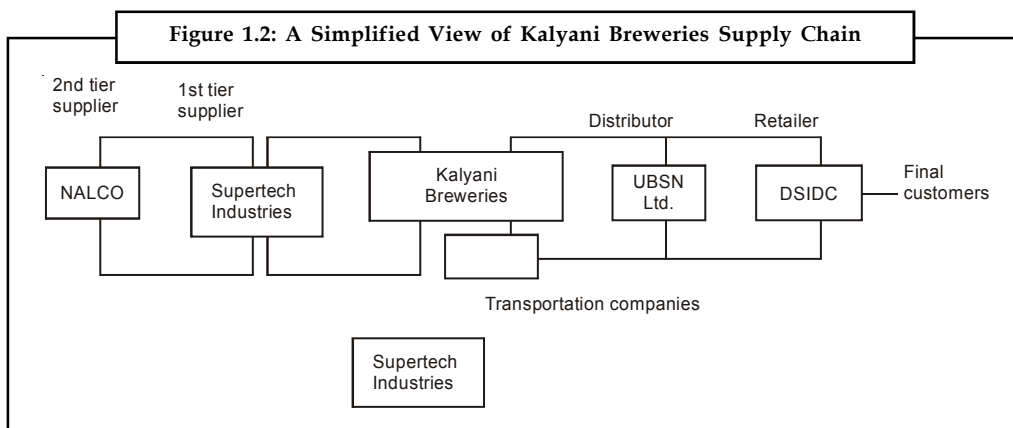 Figure 1.2: A Simplified View of Kalyani Breweries Supply Chain
2nd tier
supplier
1st tier
supplier
Distributor
Retailer
NALCO
Supertech
Industries
Kalyani
Breweries
UBSN
Ltd.
DSIDC
Final
customers
Transportation companies
Supertech
Industries